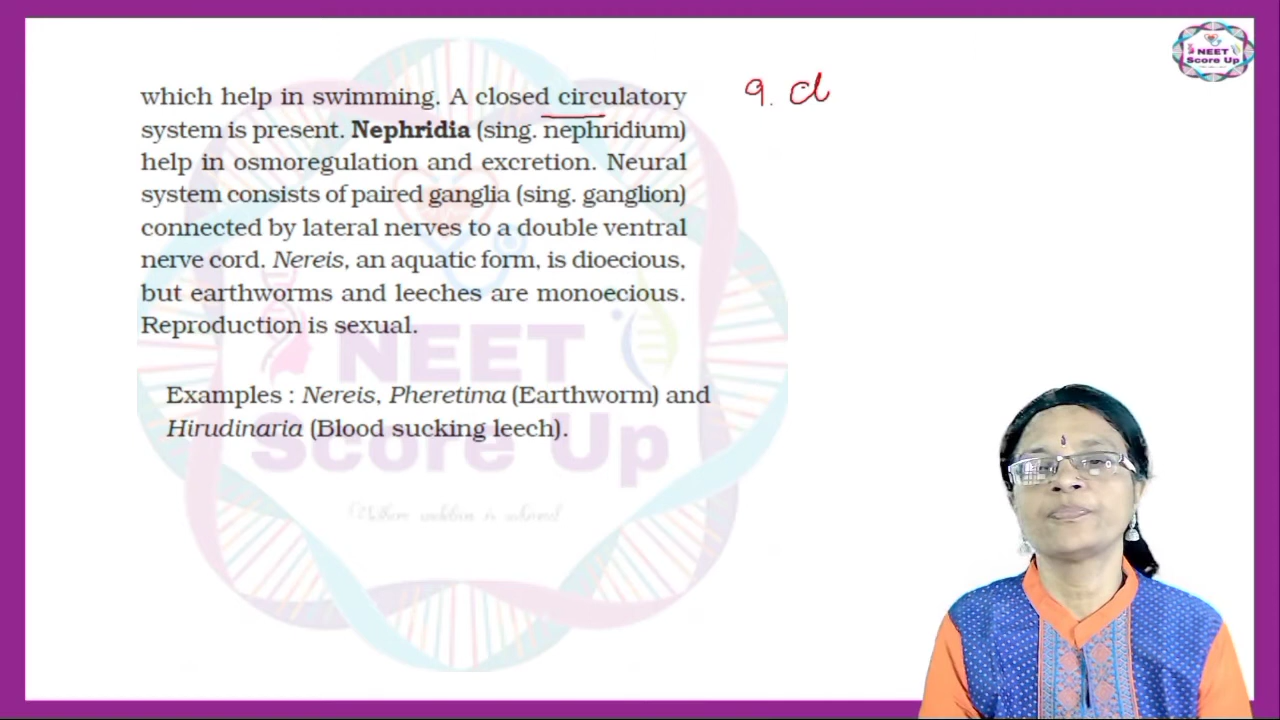 which help in swimming. A closed circulatory
system is present. Nephridia (sing. nephridium)
help in osmoregulation and excretion. Neural
system consists of paired ganglia (sing. ganglion)
connected by lateral nerves to a double ventral
nerve cord. Nereis, an aquatic form, is dioecious,
but earthworms and leeches are monoecious.
Reproduction is sexual.
Examples : Nereis, Pheretima (Earthworm) and
Hirudinaria (Blood sucking leech).
9. d
NEET
Score Up
NEET
Score Up